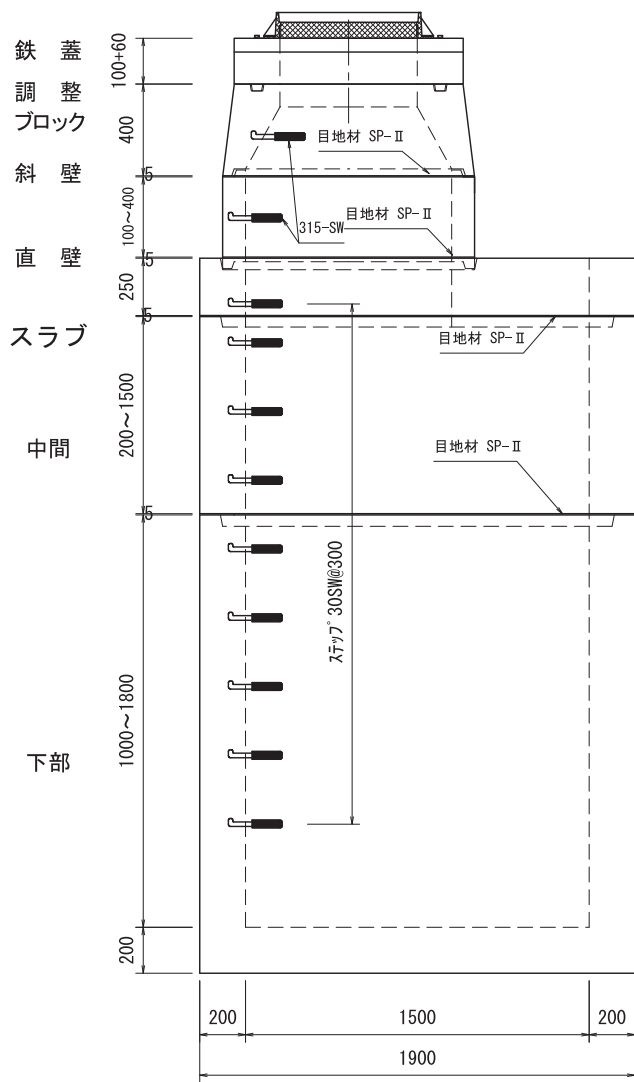 鉄 蓋
100+60
調 整
ブロック
400
目地材 SP-Ⅱ
斜 壁
5
100～400
315-SW
目地材 SP-Ⅱ
直 壁
5
250
5
スラブ
目地材 SP-Ⅱ
200～1500
中間
目地材 SP-Ⅱ
5
ステップ 30SW@300
1000～1800
下部
200
200
1500
200
1900